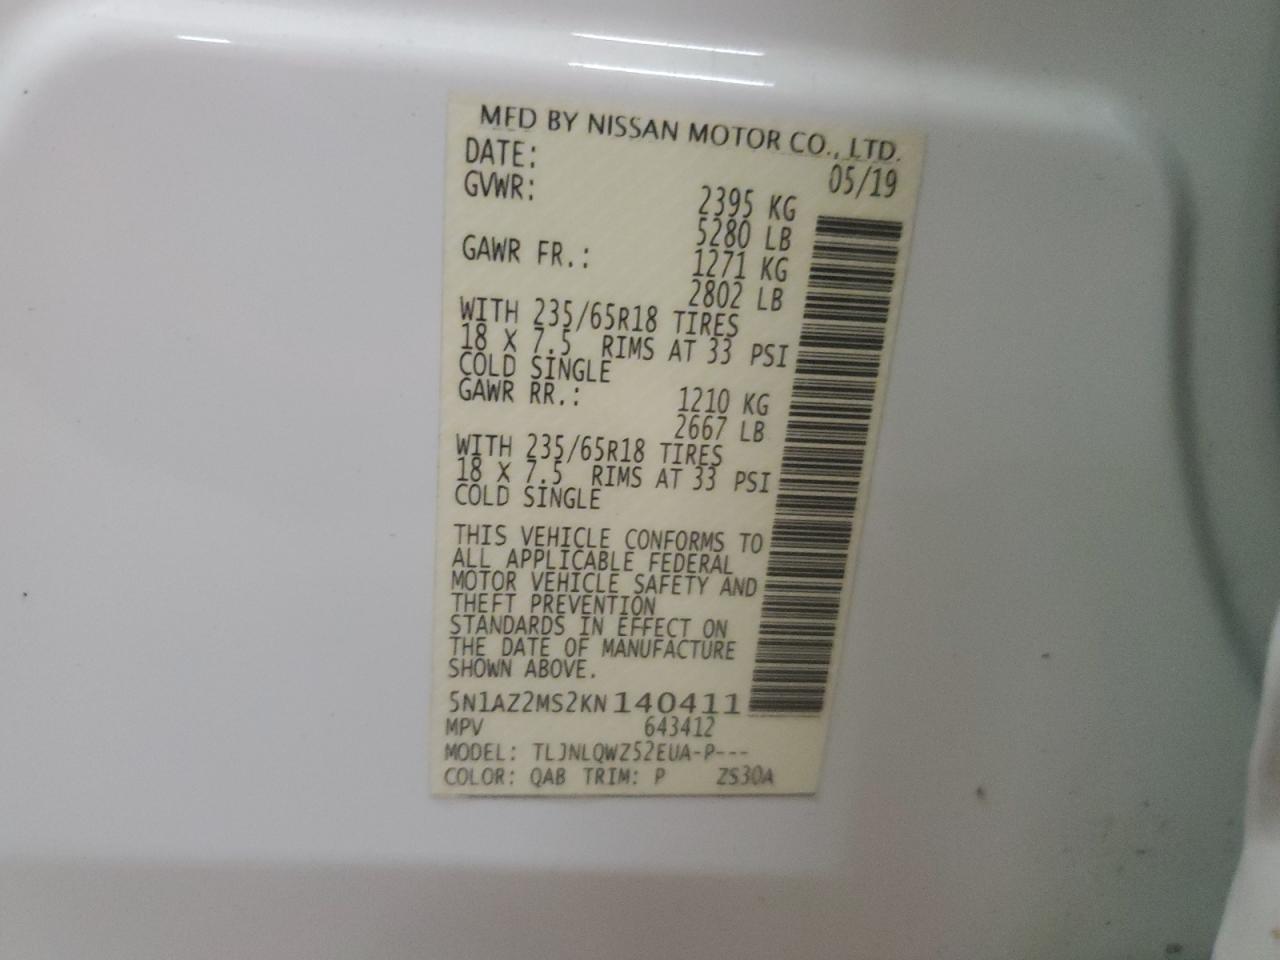 MFD BY NISSAN MOTOR CO., LTD.
DATE: 05/19
GVWR: 2395 KG
5280 LB
GAWR FR.: 1271 KG
2802 LB
WITH 235/65R18 TIRES
18 X 7.5 RIMS AT 33 PSI
COLD SINGLE
GAWR RR.: 1210 KG
2667 LB
WITH 235/65R18 TIRES
18 X 7.5 RIMS AT 33 PSI
COLD SINGLE
THIS VEHICLE CONFORMS TO
ALL APPLICABLE FEDERAL
MOTOR VEHICLE SAFETY AND
THEFT PREVENTION
STANDARDS IN EFFECT ON
THE DATE OF MANUFACTURE
SHOWN ABOVE.
5N1AZ2MS2KN140411
MPV 643412
MODEL: TLJNLQWZ52EUA-P---
COLOR: QAB TRIM: P ZS30A